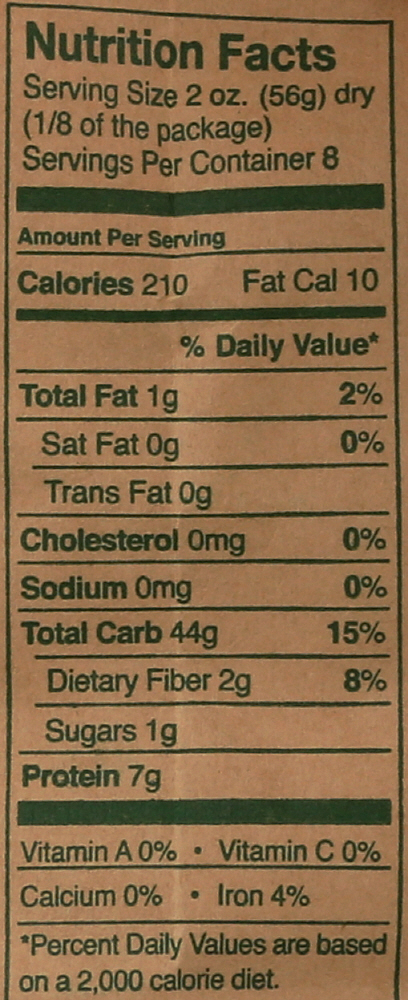 Nutrition Facts
Serving Size 2 oz. (56g) dry
(1/8 of the package)
Servings Per Container 8
Amount Per Serving
Calories 210 Fat Cal 10
% Daily Value*
Total Fat 1g 2%
Sat Fat 0g 0%
Trans Fat 0g
Cholesterol 0mg 0%
Sodium 0mg 0%
Total Carb 44g 15%
Dietary Fiber 2g 8%
Sugars 1g
Protein 7g
Vitamin A 0% • Vitamin C 0%
Calcium 0% • Iron 4%
*Percent Daily Values are based
on a 2,000 calorie diet.